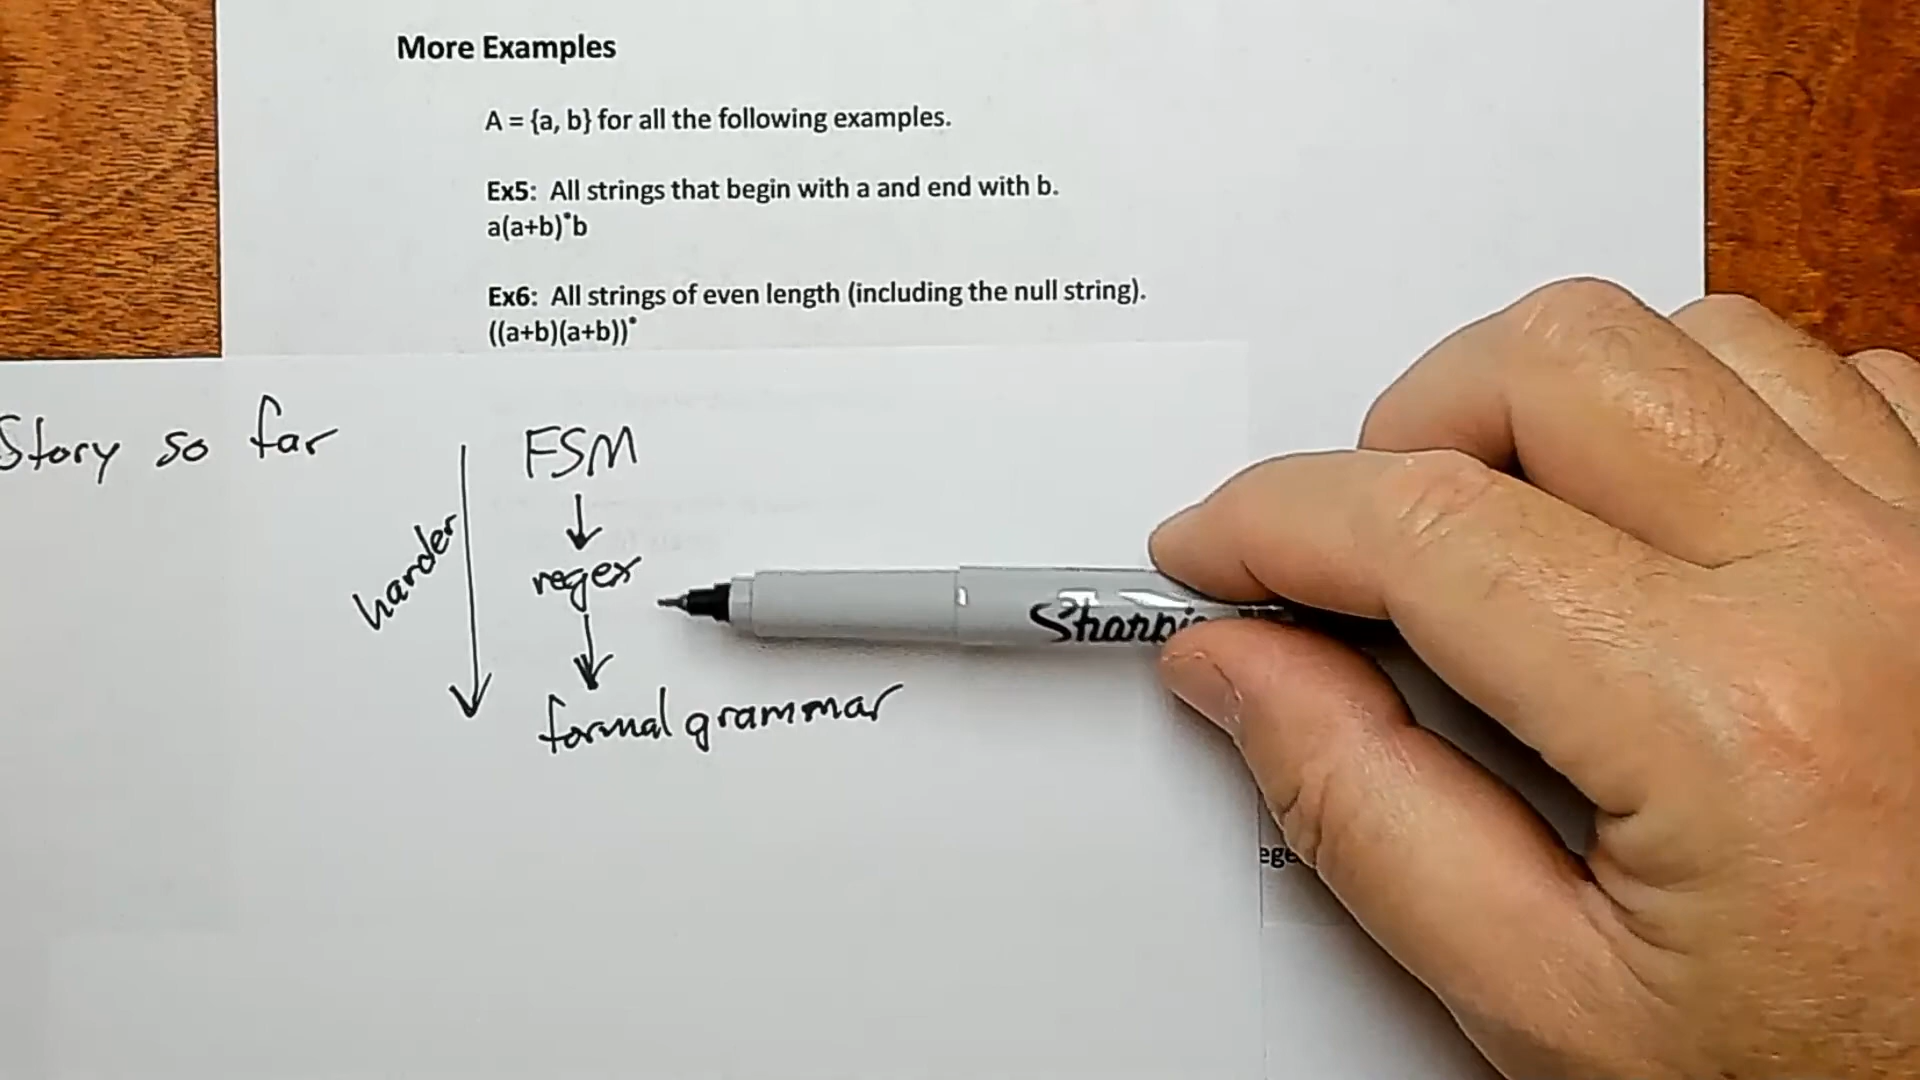 More Examples
A = {a, b} for all the following examples.
Ex5: All strings that begin with a and end with b.
a(a+b)*b
Ex6: All strings of even length (including the null string).
((a+b)(a+b))*
Story so far
FSM
harder
regex
Sharpie
formal grammar